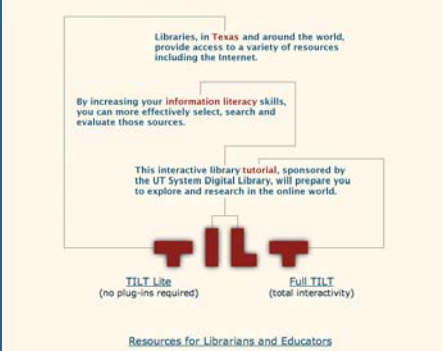 Libraries, in Texas and around the world,
provide access to a variety of resources
including the Internet.
By increasing your information literacy skills,
you can more effectively select, search and
evaluate those sources.
This interactive library tutorial, sponsored by
the UT System Digital Library, will prepare you
to explore and research in the online world.
TILT
TILT Lite
(no plug-ins required)
Full TILT
(total interactivity)
Resources for Librarians and Educators